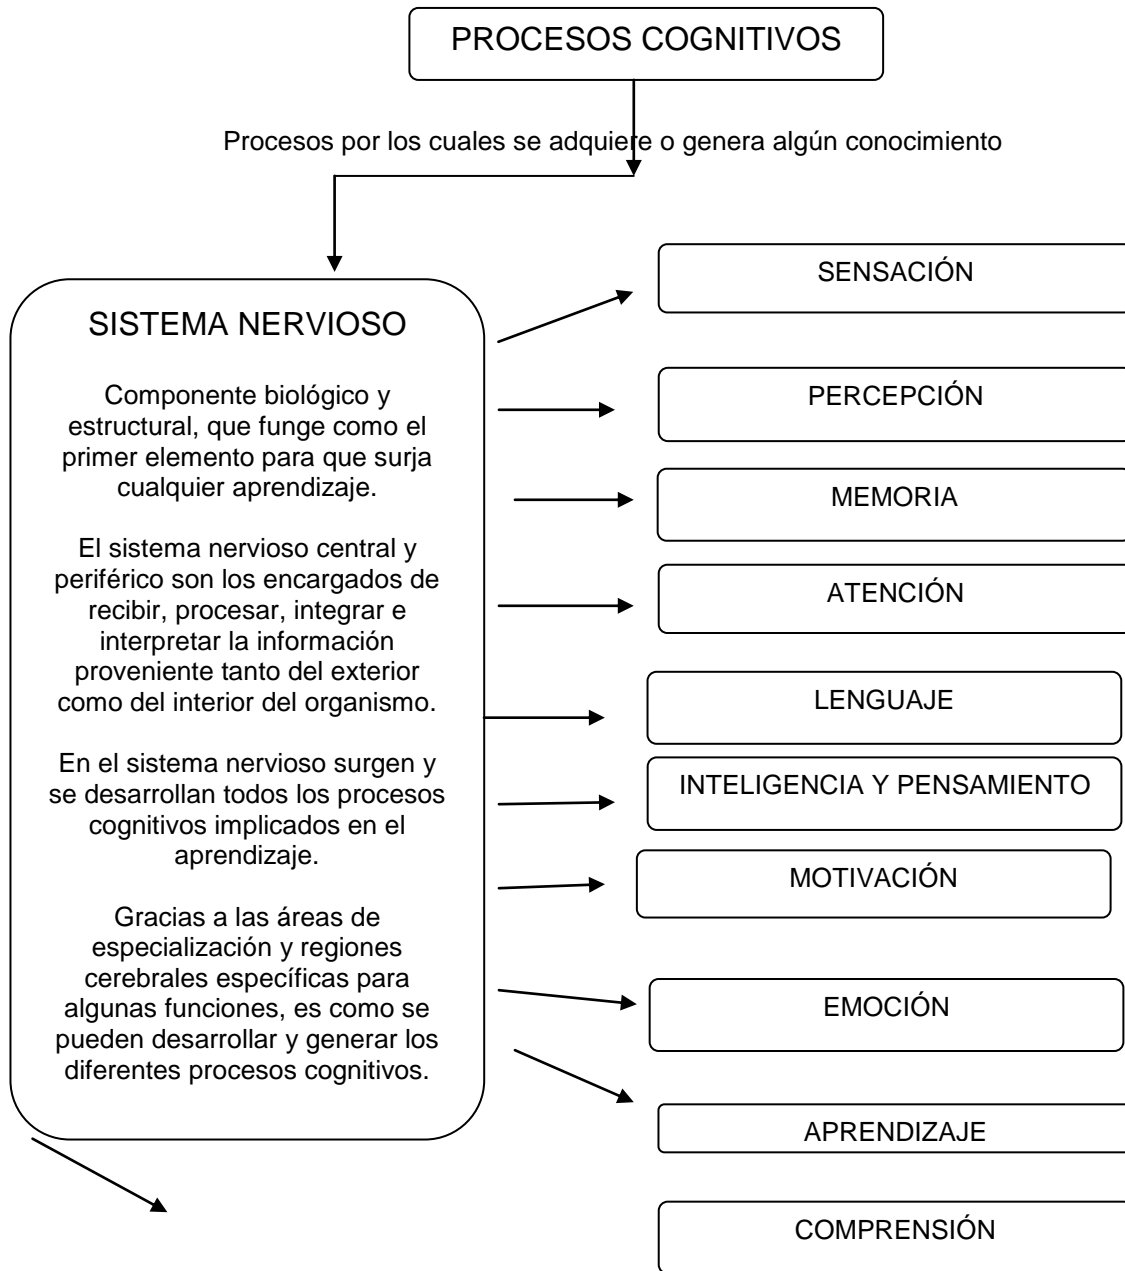 PROCESOS COGNITIVOS
Procesos por los cuales se adquiere o genera algún conocimiento
SISTEMA NERVIOSO
Componente biológico y
estructural, que funge como el
primer elemento para que surja
cualquier aprendizaje.
El sistema nervioso central y
periférico son los encargados de
recibir, procesar, integrar e
interpretar la información
proveniente tanto del exterior
como del interior del organismo.
En el sistema nervioso surgen y
se desarrollan todos los procesos
cognitivos implicados en el
aprendizaje.
Gracias a las áreas de
especialización y regiones
cerebrales específicas para
algunas funciones, es como se
pueden desarrollar y generar los
diferentes procesos cognitivos.
SENSACIÓN
PERCEPCIÓN
MEMORIA
ATENCIÓN
LENGUAJE
INTELIGENCIA Y PENSAMIENTO
MOTIVACIÓN
EMOCIÓN
APRENDIZAJE
COMPRENSIÓN